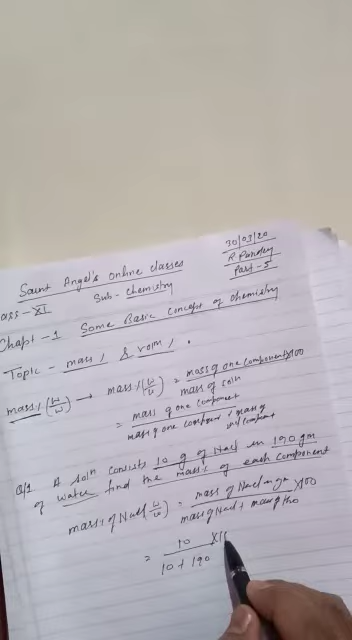 30/03/20
R Pandey
Part-5
Saint Angel's online classes
ass - XI
Sub - chemistry
Chapt - 1 Some Basic concept of chemistry
Topic - mass% & volm%.
mass% (w/w) → mass% (w/w) = mass of one component × 100 / mass of soln
= mass of one component / mass of one component + mass of component
Q/1 A soln consists 10 g of Nacl in 190 gm
of water find the mass% of each component
mass% of Nacl (w/w) = mass of Nacl in gm × 100 / mass of Nacl + mass of H2O
= 10 / 10 + 190 × 1